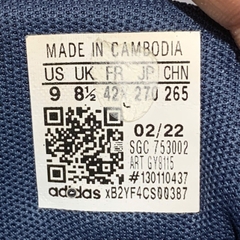 MADE IN CAMBODIA
US UK FR JP CHN
9 8½ 42⅔ 270 265
02/22
SGC 753002
ART GY8115
#130110437
adidas xB2YF4CS00387